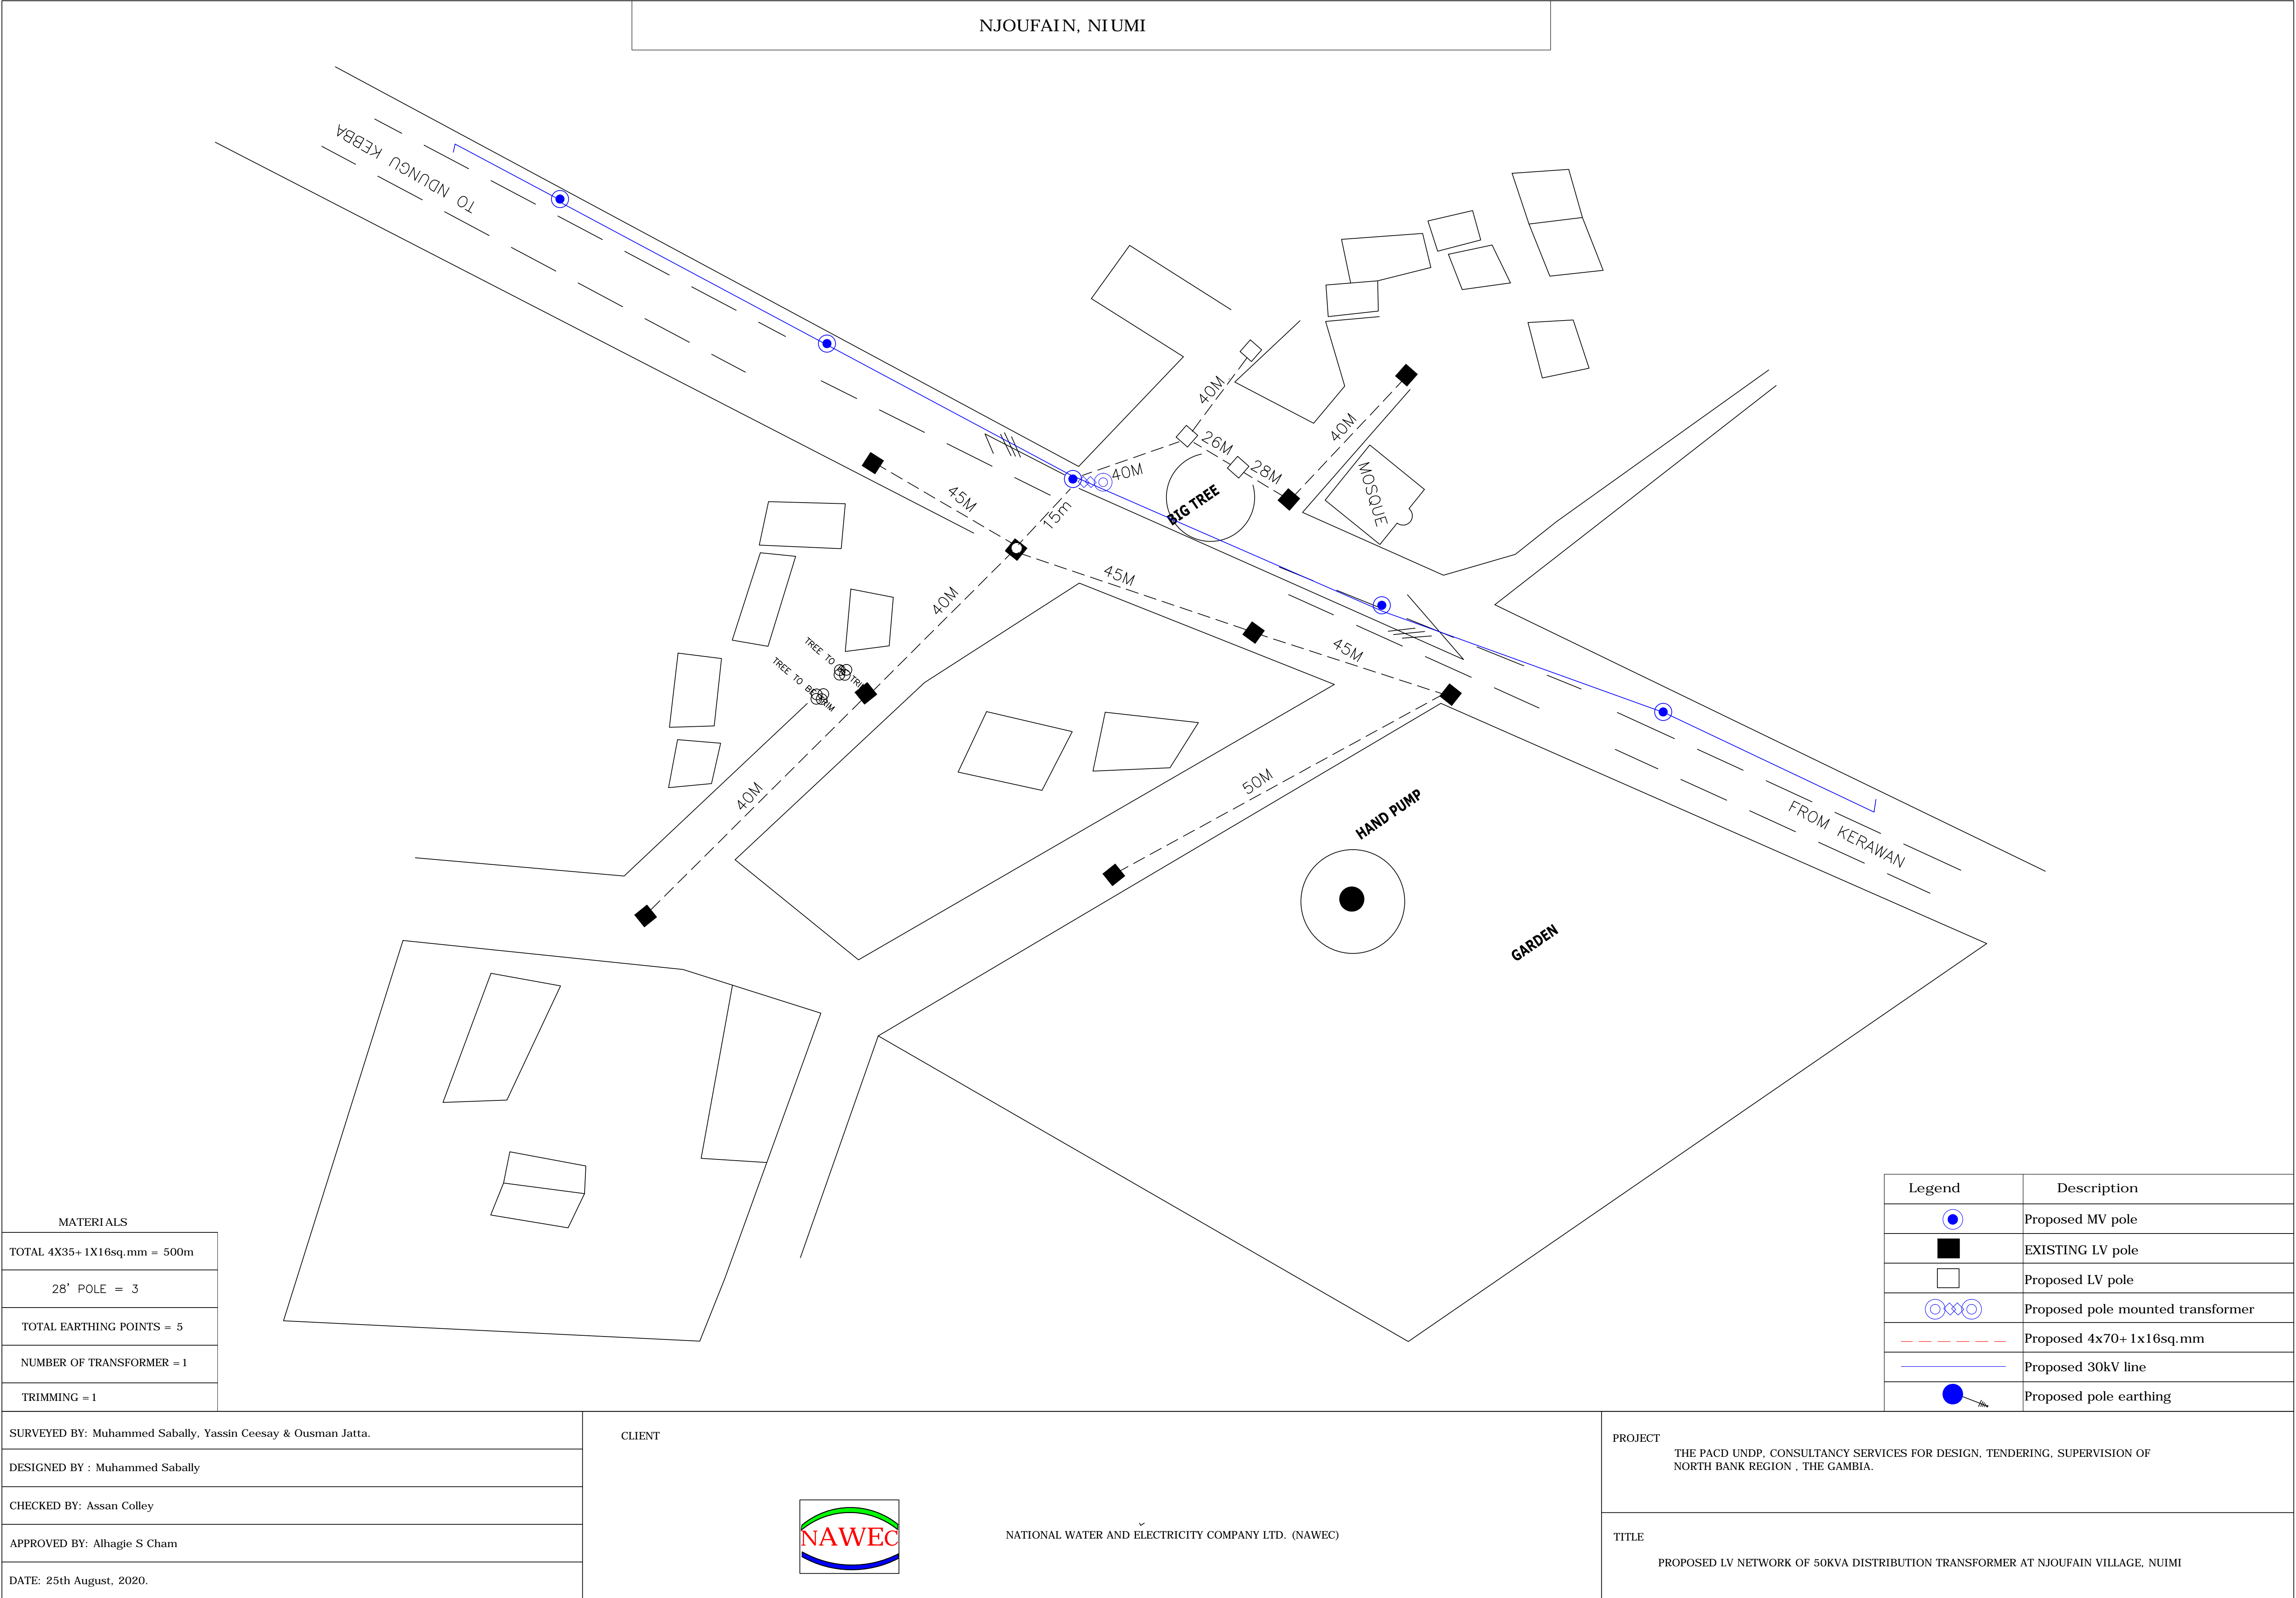 NJOUFAIN, NIUMI
TO NDUNGU KEBBA
40M
40M
26M
28M
40M
MOSQUE
BIG TREE
45M
15m
45M
40M
45M
TREE TO BE TRIM
TREE TO BE TRIM
40M
50M
HAND PUMP
FROM KERAWAN
GARDEN
Legend Description
Proposed MV pole
EXISTING LV pole
Proposed LV pole
Proposed pole mounted transformer
Proposed 4x70+1x16sq.mm
Proposed 30kV line
Proposed pole earthing
MATERIALS
TOTAL 4X35+1X16sq.mm = 500m
28' POLE = 3
TOTAL EARTHING POINTS = 5
NUMBER OF TRANSFORMER =1
TRIMMING =1
SURVEYED BY: Muhammed Sabally, Yassin Ceesay & Ousman Jatta.
DESIGNED BY : Muhammed Sabally
CHECKED BY: Assan Colley
APPROVED BY: Alhagie S Cham
DATE: 25th August, 2020.
CLIENT
NAWEC
NATIONAL WATER AND ELECTRICITY COMPANY LTD. (NAWEC)
PROJECT
THE PACD UNDP, CONSULTANCY SERVICES FOR DESIGN, TENDERING, SUPERVISION OF
NORTH BANK REGION , THE GAMBIA.
TITLE
PROPOSED LV NETWORK OF 50KVA DISTRIBUTION TRANSFORMER AT NJOUFAIN VILLAGE, NUIMI